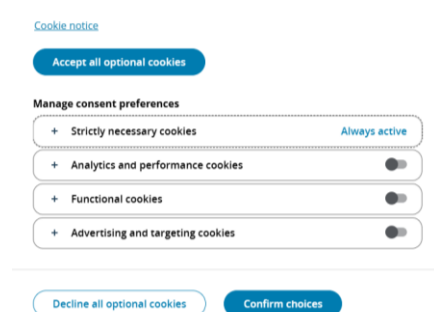 Cookie notice
Accept all optional cookies
Manage consent preferences
+ Strictly necessary cookies Always active
+ Analytics and performance cookies
+ Functional cookies
+ Advertising and targeting cookies
Decline all optional cookies Confirm choices